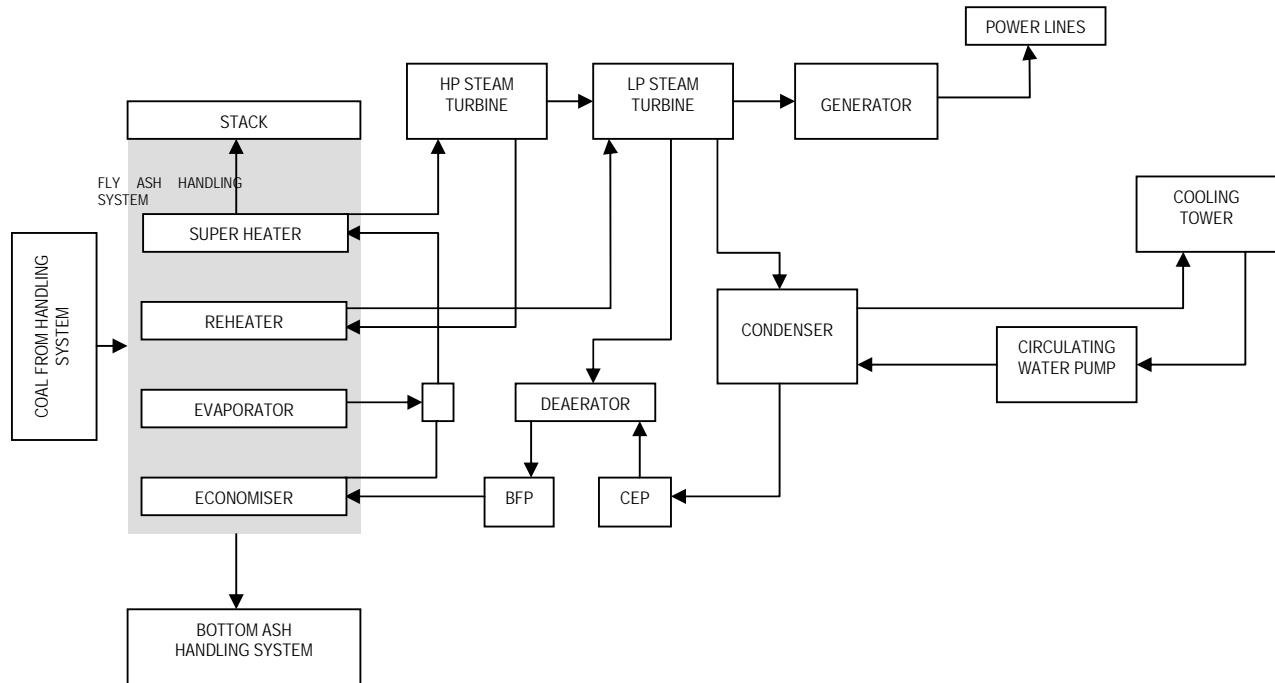 POWER LINES
HP STEAM
TURBINE
LP STEAM
TURBINE
GENERATOR
STACK
FLY ASH HANDLING
SYSTEM
SUPER HEATER
COOLING
TOWER
COAL FROM HANDLING
SYSTEM
REHEATER
CONDENSER
CIRCULATING
WATER PUMP
EVAPORATOR
DEAERATOR
ECONOMISER
BFP
CEP
BOTTOM ASH
HANDLING SYSTEM